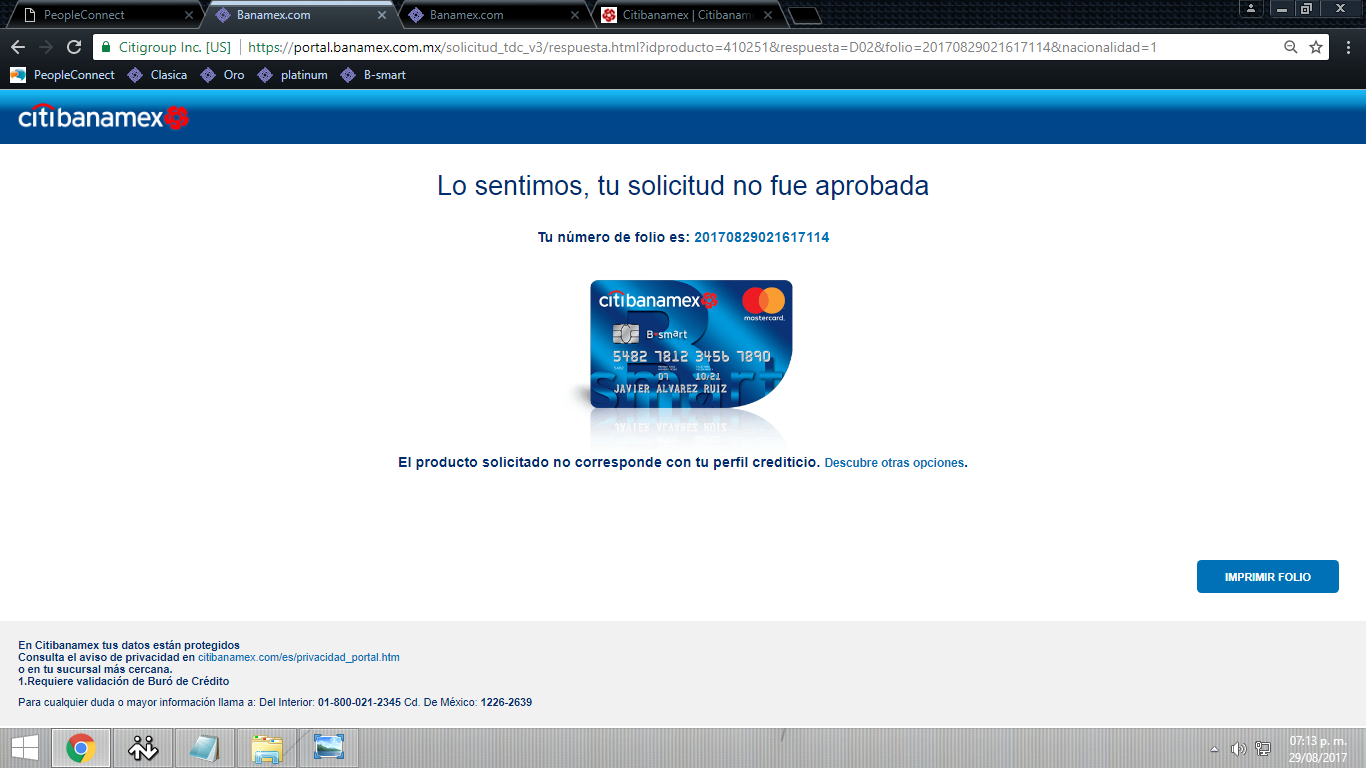 PeopleConnect
Banamex.com
Banamex.com
Citibanamex | Citibanam
Citigroup Inc. [US]
https://portal.banamex.com.mx/solicitud_tdc_v3/respuesta.html?idproducto=410251&respuesta=D02&folio=20170829021617114&nacionalidad=1
PeopleConnect
Clasica
Oro
platinum
B-smart
citibanamex
Lo sentimos, tu solicitud no fue aprobada
Tu número de folio es: 20170829021617114
citibanamex
mastercard.
B•smart
5482 7812 3456 7890
07 10/21
JAVIER ALVAREZ RUIZ
smart
El producto solicitado no corresponde con tu perfil crediticio. Descubre otras opciones.
IMPRIMIR FOLIO
En Citibanamex tus datos están protegidos
Consulta el aviso de privacidad en citibanamex.com/es/privacidad_portal.htm
o en tu sucursal más cercana.
1.Requiere validación de Buró de Crédito
Para cualquier duda o mayor información llama a: Del Interior: 01-800-021-2345 Cd. De México: 1226-2639
07:13 p. m.
29/08/2017